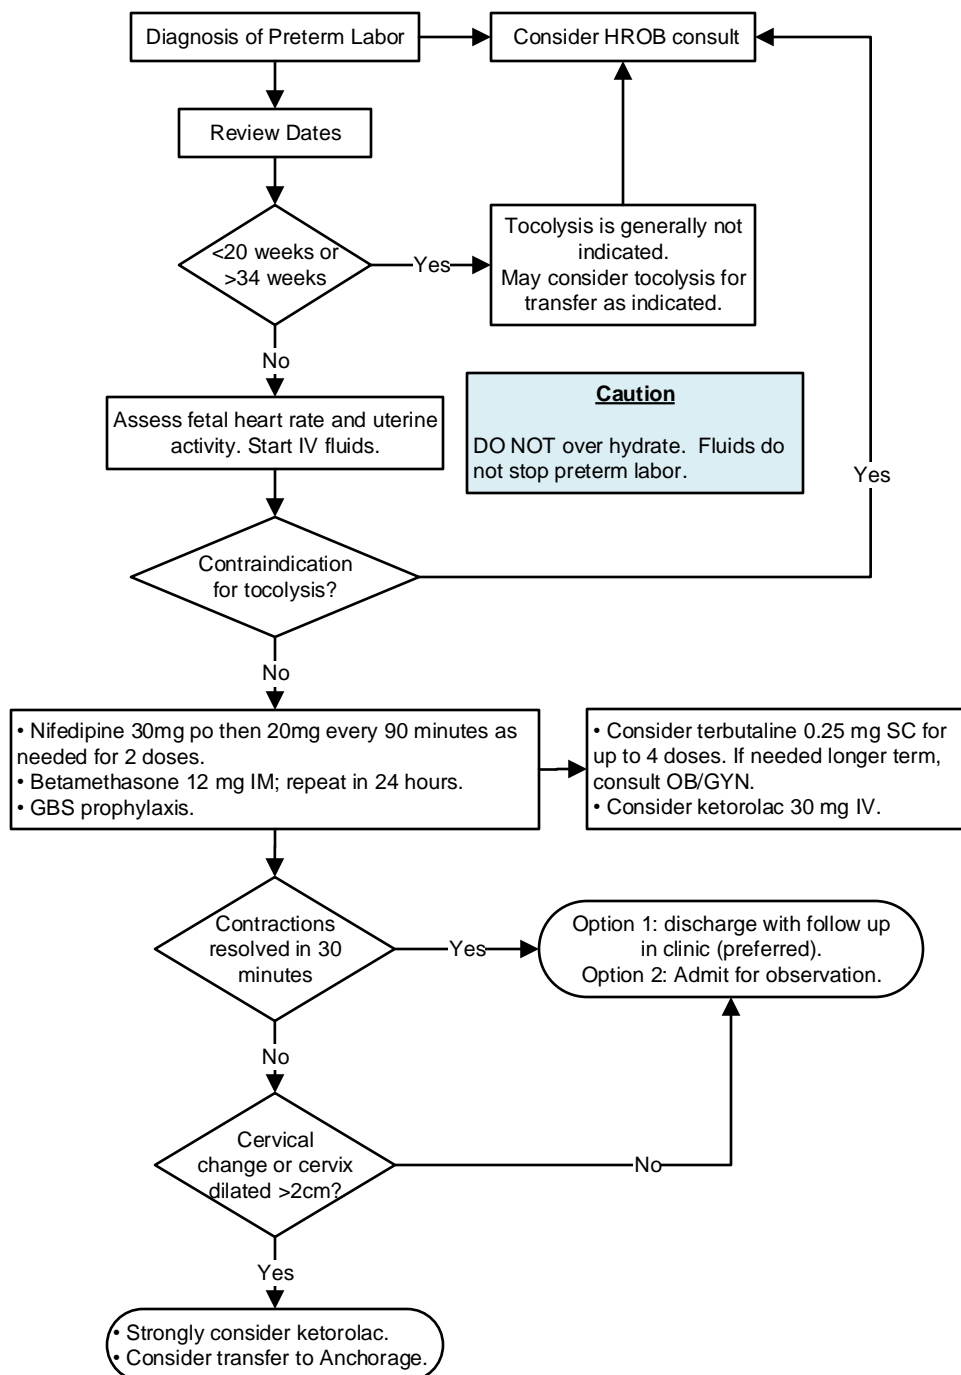 Diagnosis of Preterm Labor
Consider HROB consult
Review Dates
<20 weeks or
>34 weeks
Yes
Tocolysis is generally not
indicated.
May consider tocolysis for
transfer as indicated.
No
Assess fetal heart rate and uterine
activity. Start IV fluids.
Caution
DO NOT over hydrate.  Fluids do
not stop preterm labor.
Yes
Contraindication
for tocolysis?
No
• Nifedipine 30mg po then 20mg every 90 minutes as
needed for 2 doses.
• Betamethasone 12 mg IM; repeat in 24 hours.
• GBS prophylaxis.
• Consider terbutaline 0.25 mg SC for
up to 4 doses. If needed longer term,
consult OB/GYN.
• Consider ketorolac 30 mg IV.
Contractions
resolved in 30
minutes
Yes
Option 1: discharge with follow up
in clinic (preferred).
Option 2: Admit for observation.
No
Cervical
change or cervix
dilated >2cm?
No
Yes
• Strongly consider ketorolac.
• Consider transfer to Anchorage.